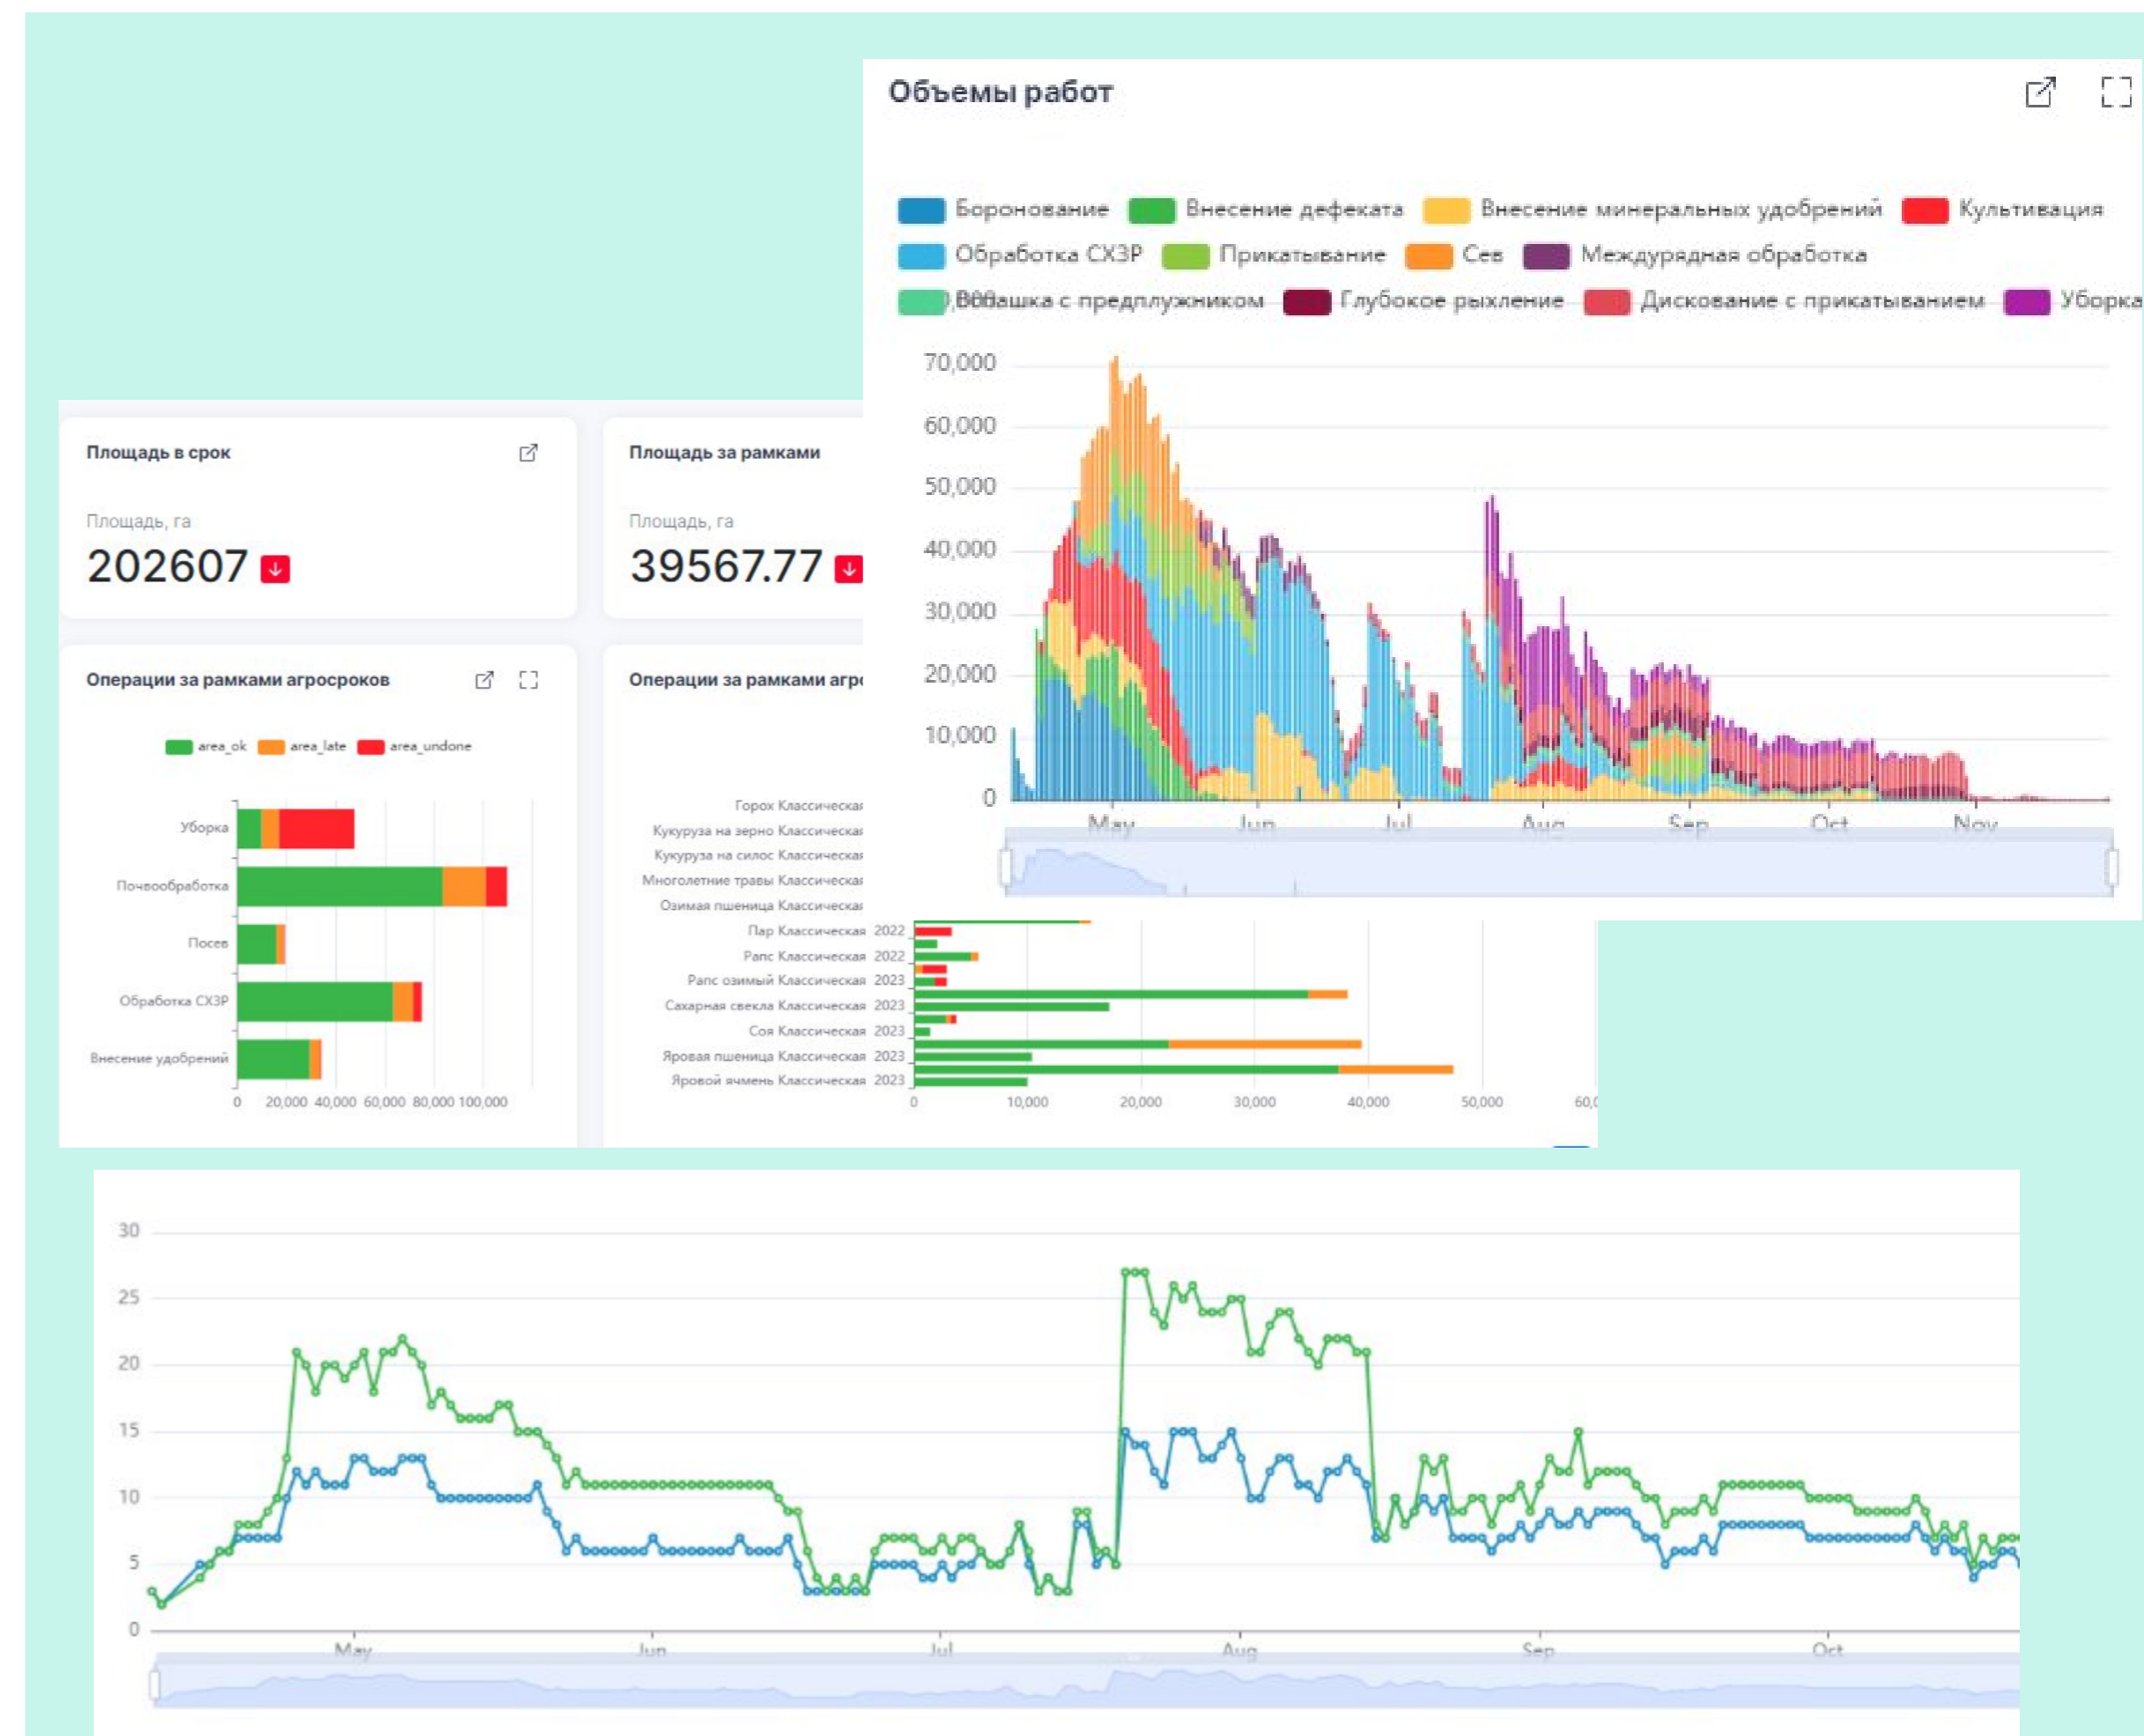 Объемы работ
Боронование Внесение дефеката Внесение минеральных удобрений Культивация
Обработка СХЗР Прикатывание Сев Междурядная обработка
с предплужником Глубокое рыхление Дискование с прикатыванием Уборка
70,000
60,000
50,000
40,000
30,000
20,000
10,000
0
May Jun Jul Aug Sep Oct Nov
Площадь в срок
Площадь, га
202607
Площадь за рамками
Площадь, га
39567.77
Операции за рамками агросроков
area_ok area_late area_undone
Уборка
Почвообработка
Посев
Обработка СХЗР
Внесение удобрений
0 20,000 40,000 60,000 80,000 100,000
Операции за рамками агро
Горох Классическая
Кукуруза на зерно Классическая
Кукуруза на силос Классическая
Многолетние травы Классическая
Озимая пшеница Классическая
Пар Классическая 2022
Рапс Классическая 2022
Рапс озимый Классическая 2023
Сахарная свекла Классическая 2023
Соя Классическая 2023
Яровая пшеница Классическая 2023
Яровой ячмень Классическая 2023
0 10,000 20,000 30,000 40,000 50,000
30
25
20
15
10
5
0
May Jun Jul Aug Sep Oct